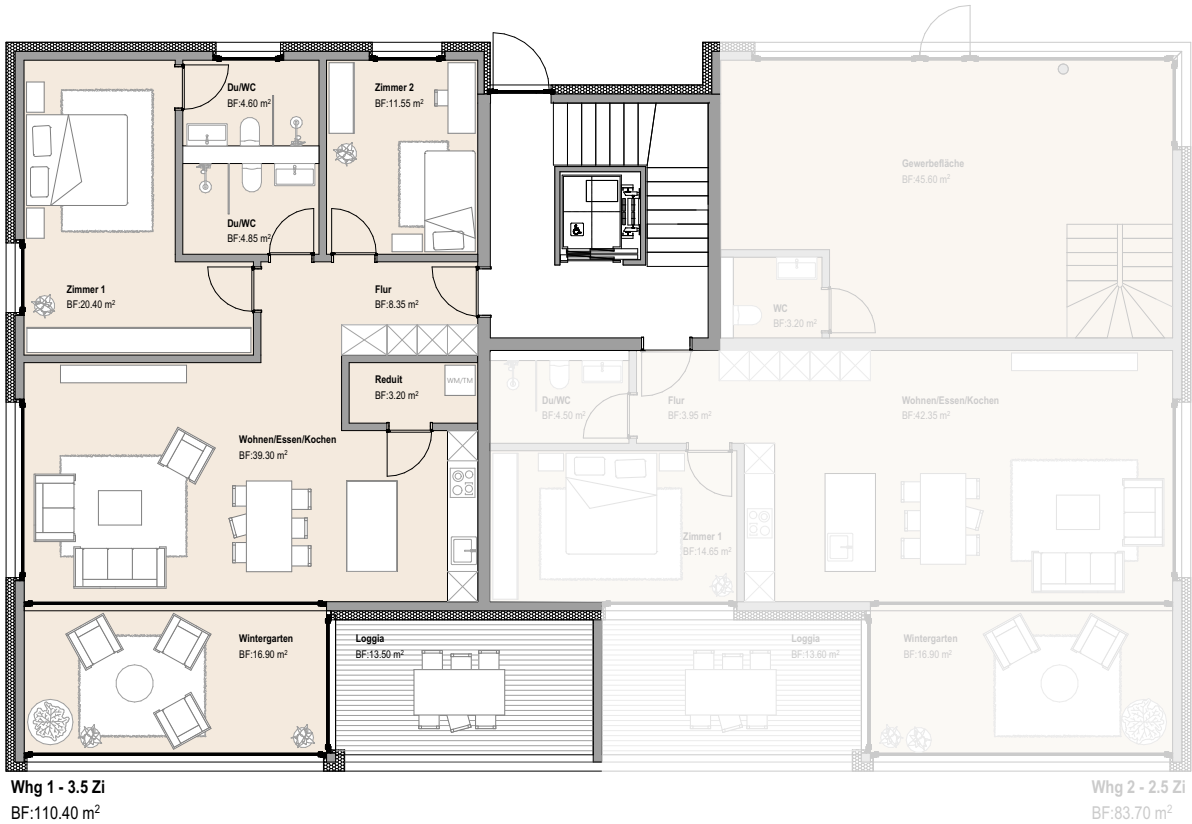 Du/WC
BF:4.60 m²
Zimmer 2
BF:11.55 m²
Gewerbefläche
BF:45.60 m²
Du/WC
BF:4.85 m²
Zimmer 1
BF:20.40 m²
Flur
BF:8.35 m²
WC
BF:3.20 m²
Reduit
BF:3.20 m²
WM/TM
Du/WC
BF:4.50 m²
Flur
BF:3.95 m²
Wohnen/Essen/Kochen
BF:42.35 m²
Wohnen/Essen/Kochen
BF:39.30 m²
Zimmer 1
BF:14.65 m²
Wintergarten
BF:16.90 m²
Loggia
BF:13.50 m²
Loggia
BF:13.60 m²
Wintergarten
BF:16.90 m²
Whg 1 - 3.5 Zi
BF:110.40 m²
Whg 2 - 2.5 Zi
BF:83.70 m²